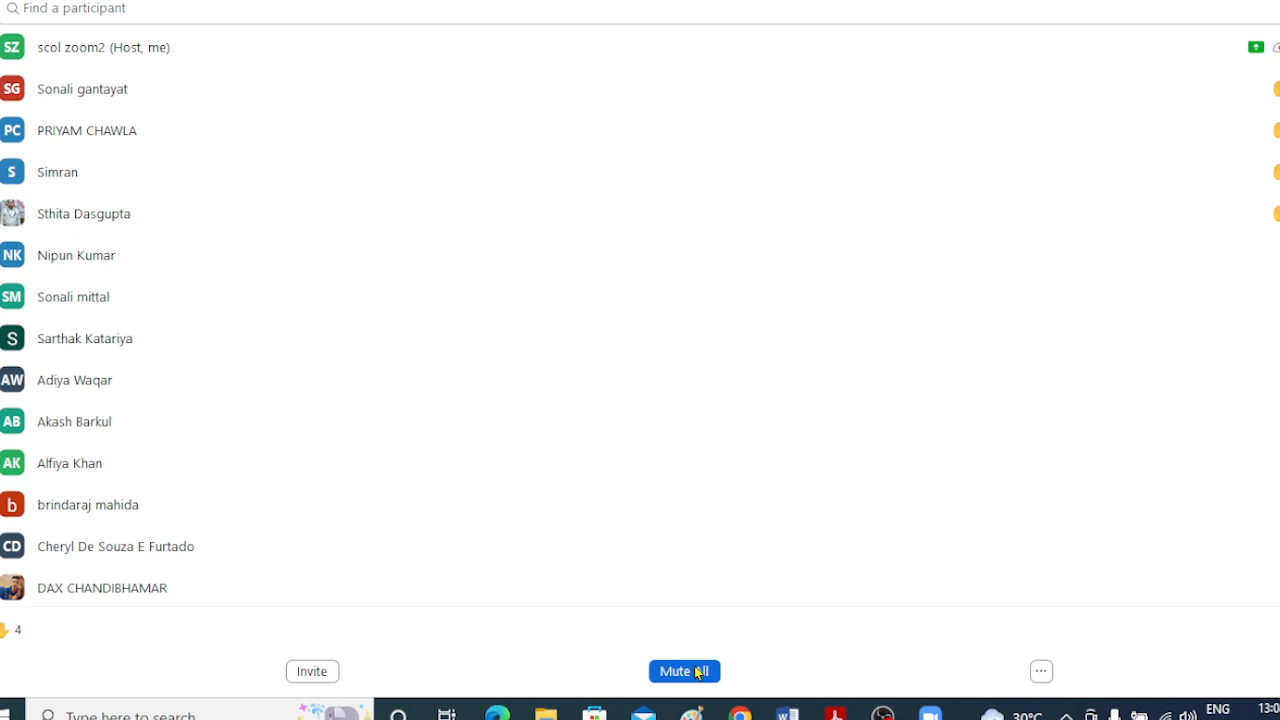 Find a participant
SZ scol zoom2 (Host, me)
SG Sonali gantayat
PC PRIYAM CHAWLA
S Simran
Sthita Dasgupta
NK Nipun Kumar
SM Sonali mittal
S Sarthak Katariya
AW Adiya Waqar
AB Akash Barkul
AK Alfiya Khan
b brindaraj mahida
CD Cheryl De Souza E Furtado
DAX CHANDIBHAMAR
4
Invite Mute All ...
Type here to search 30°C ENG 13:0